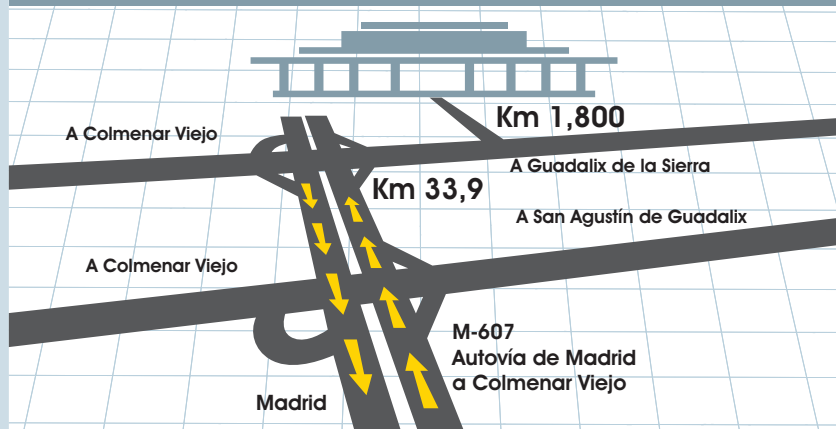 Km 1,800
A Colmenar Viejo
A Guadalix de la Sierra
Km 33,9
A San Agustín de Guadalix
A Colmenar Viejo
M-607
Autovía de Madrid
a Colmenar Viejo
Madrid